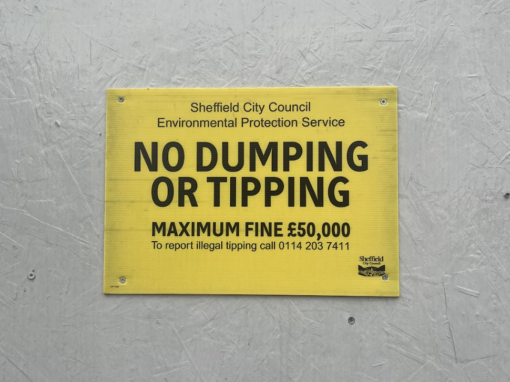 Sheffield City Council
Environmental Protection Service
NO DUMPING
OR TIPPING
MAXIMUM FINE £50,000
To report illegal tipping call 0114 203 7411
Sheffield
City Council